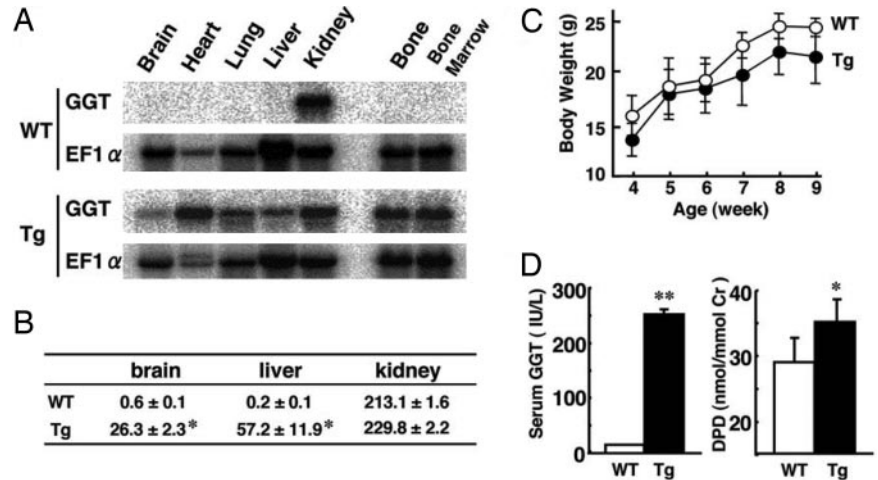 A
Brain Heart Lung Liver Kidney Bone Bone Marrow
WT
GGT
EF1 α
Tg
GGT
EF1 α
B
brain liver kidney
WT 0.6 ± 0.1 0.2 ± 0.1 213.1 ± 1.6
Tg 26.3 ± 2.3* 57.2 ± 11.9* 229.8 ± 2.2
C
Body Weight (g)
25
20
15
10
WT
Tg
4 5 6 7 8 9
Age (week)
D
Serum GGT ( IU/L)
300
200
100
0
**
WT Tg
DPD (nmol/mmol Cr)
40
30
20
*
WT Tg